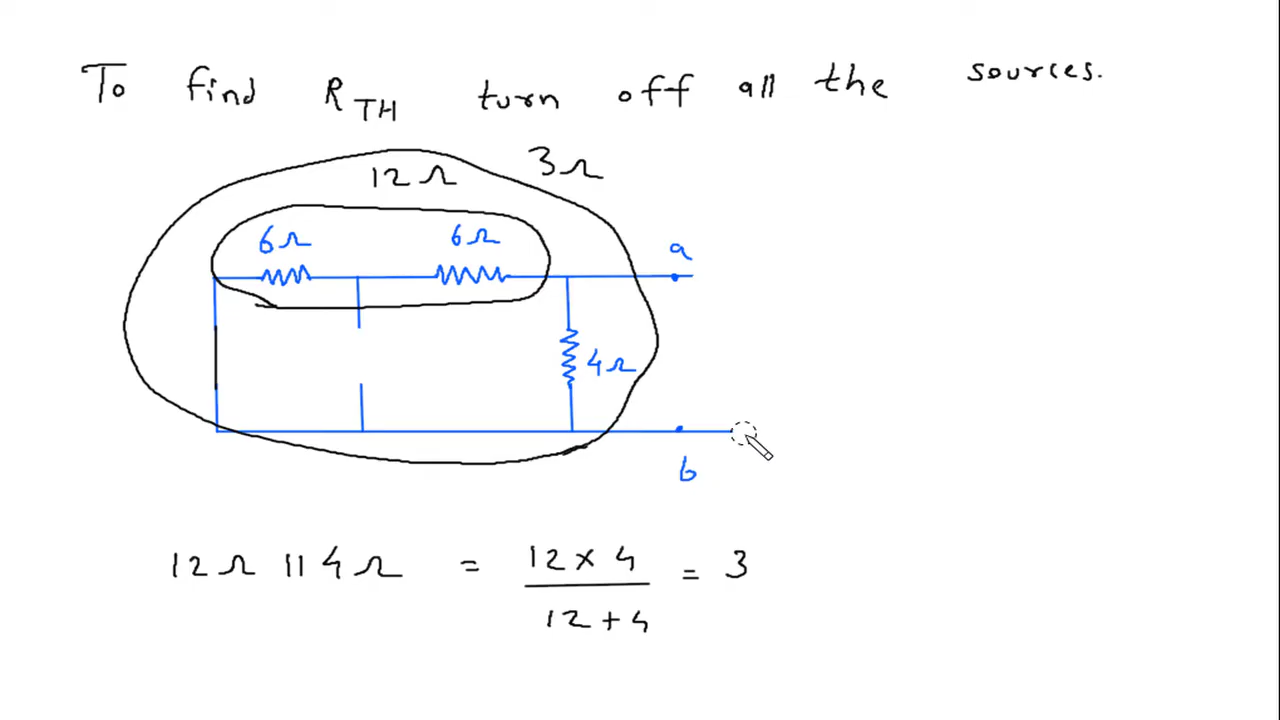 To find RTH turn off all the sources.
12Ω 3Ω
6Ω 6Ω a
4Ω
b
12Ω || 4Ω = 12 × 4 / 12 + 4 = 3